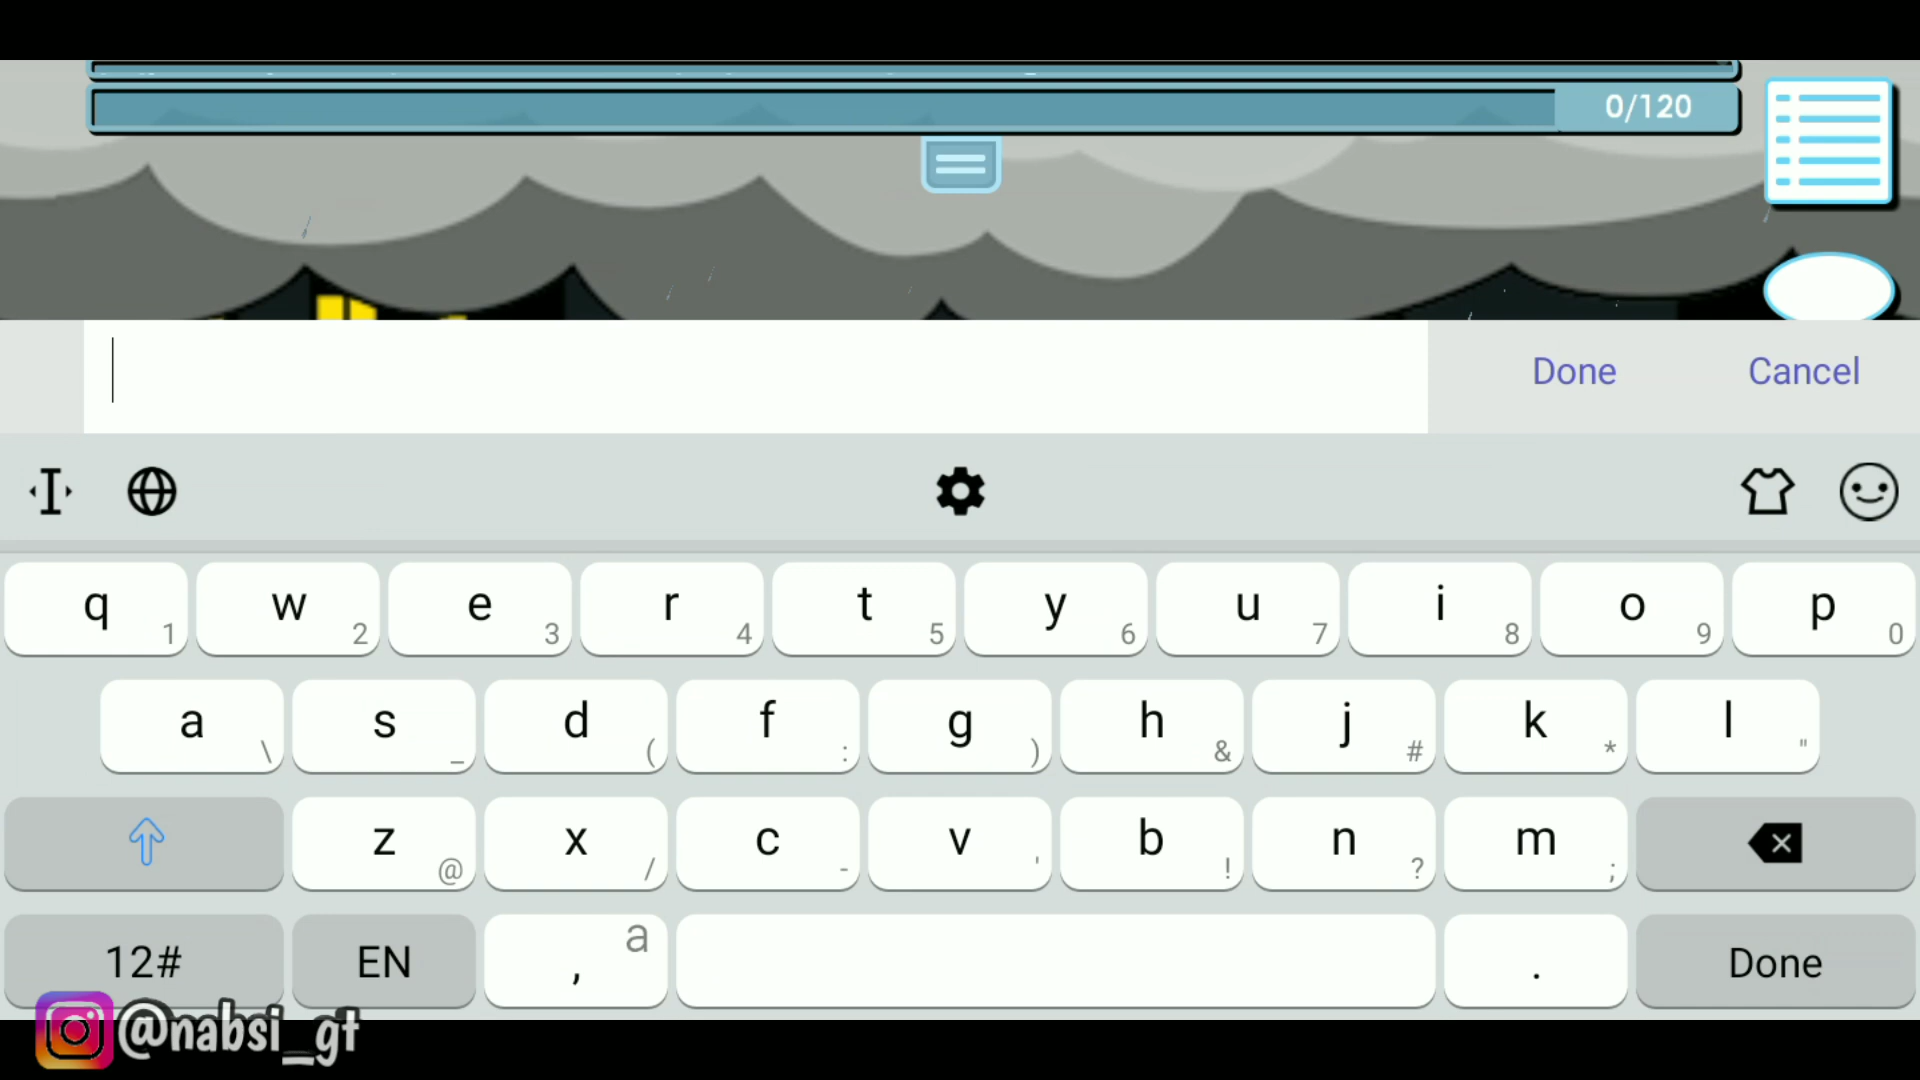 0/120
Done Cancel
q 1 w 2 e 3 r 4 t 5 y 6 u 7 i 8 o 9 p 0
a \ s _ d ( f : g ) h & j # k * l "
z @ x / c - v ' b ! n ? m ;
12# EN , a . Done
@nabsi_gt